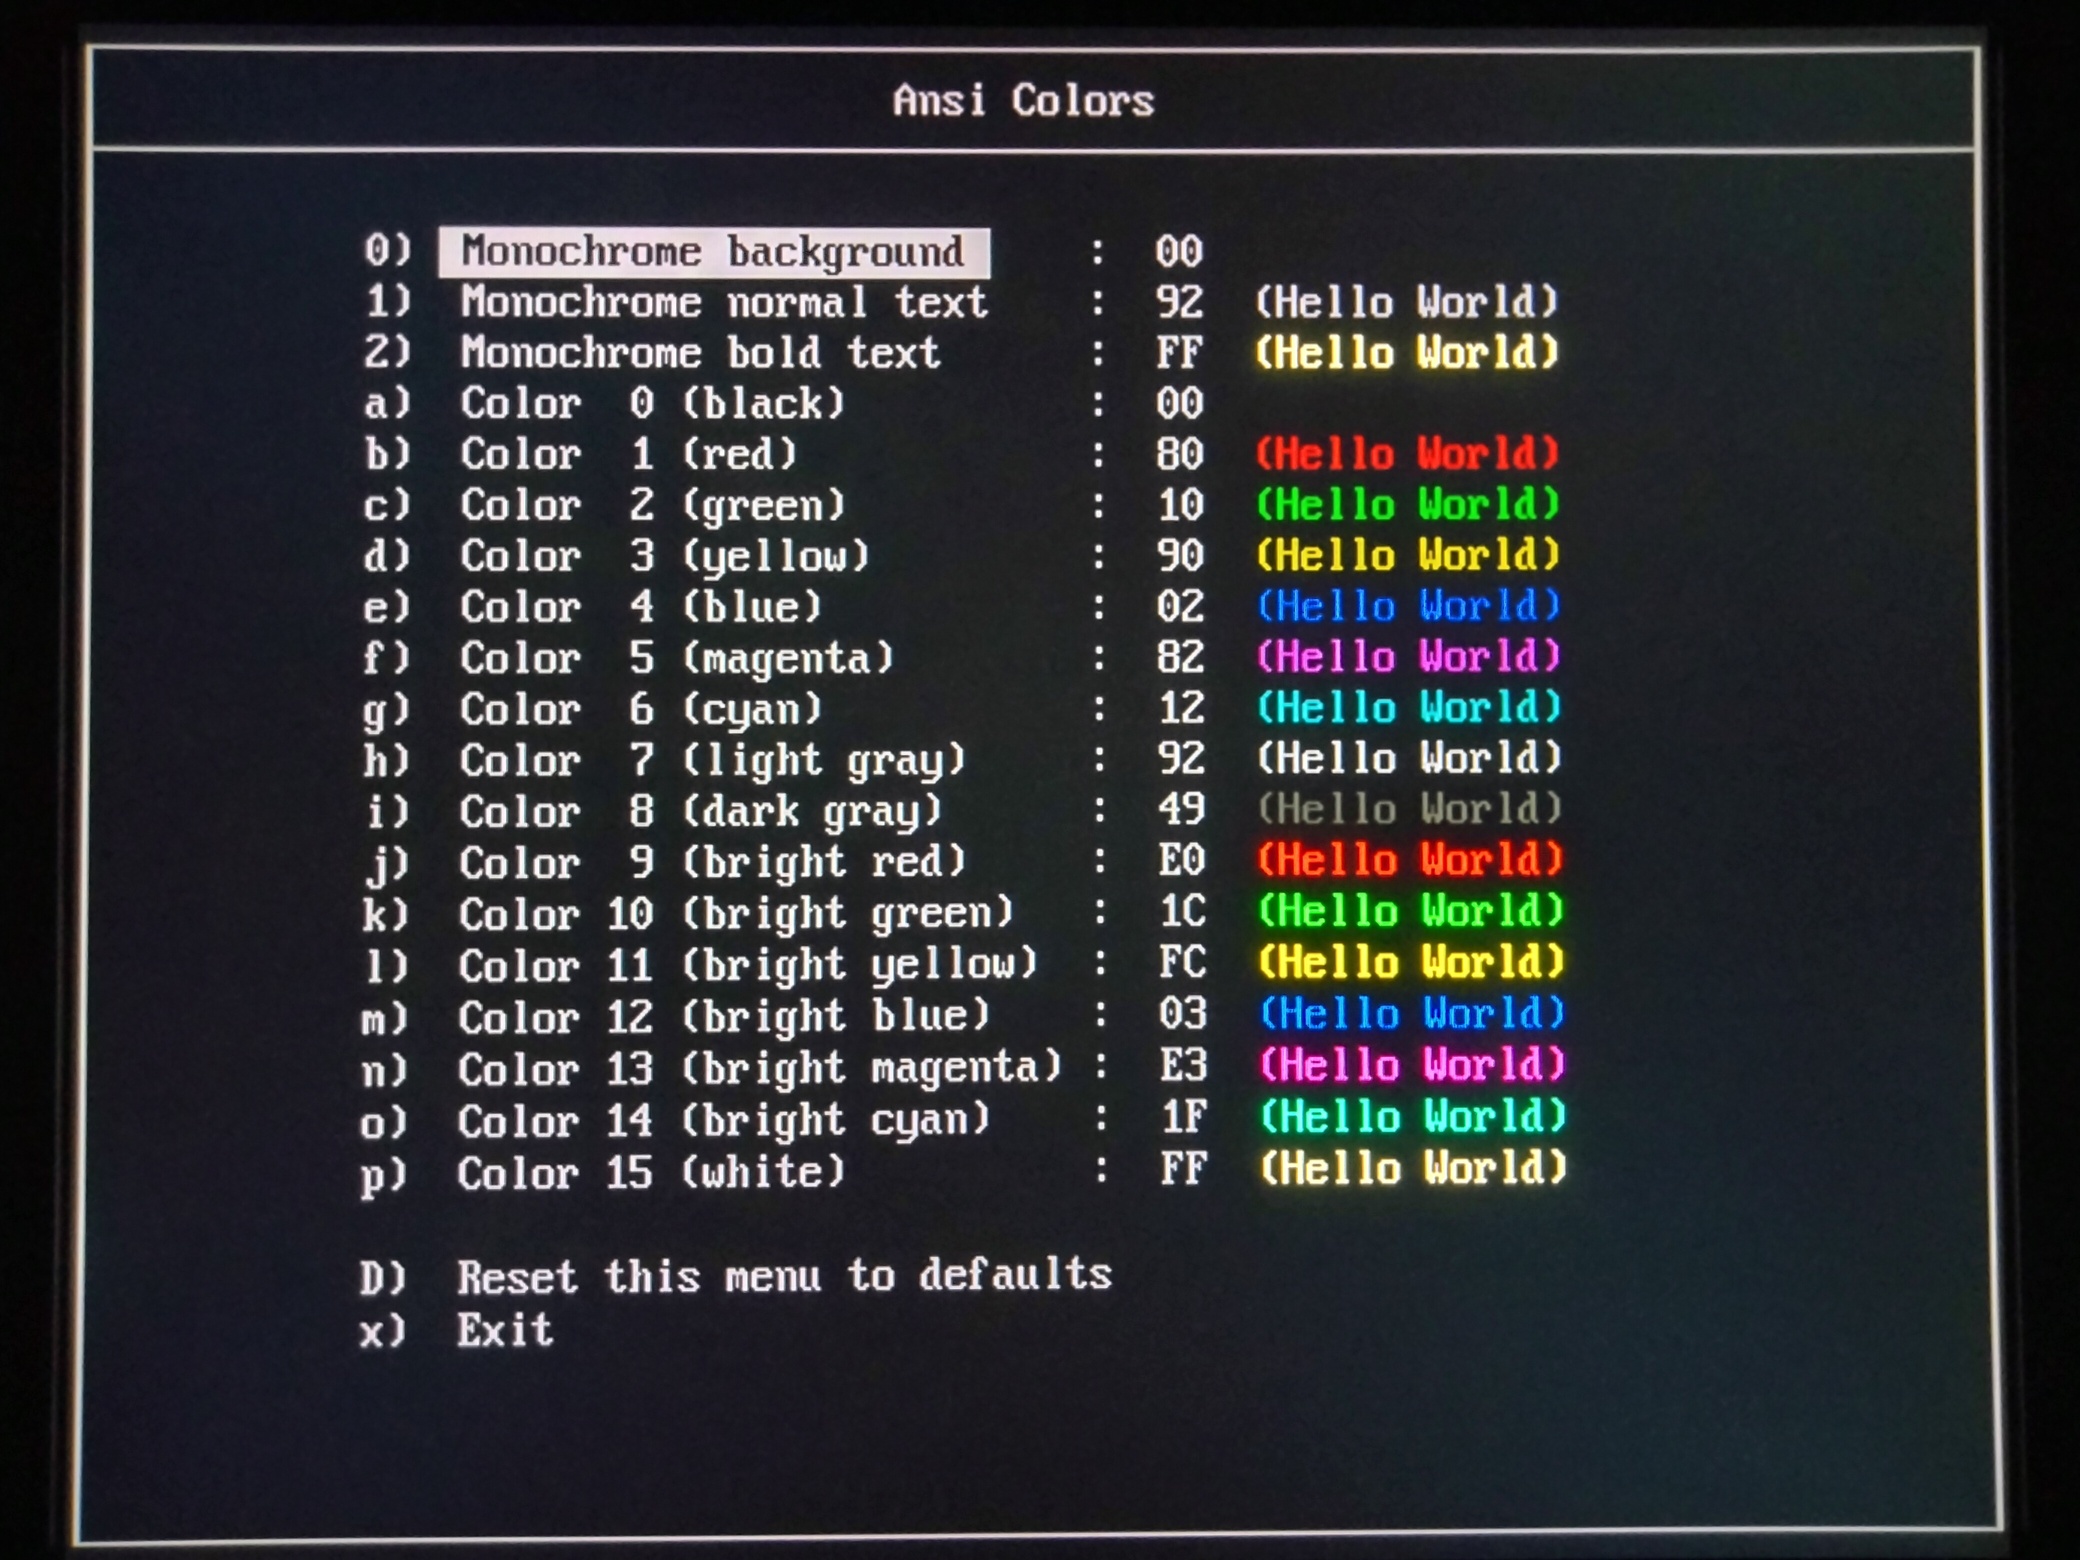 Ansi Colors
0) Monochrome background : 00
1) Monochrome normal text : 92 (Hello World)
2) Monochrome bold text : FF (Hello World)
a) Color 0 (black) : 00
b) Color 1 (red) : 80 (Hello World)
c) Color 2 (green) : 10 (Hello World)
d) Color 3 (yellow) : 90 (Hello World)
e) Color 4 (blue) : 02 (Hello World)
f) Color 5 (magenta) : 82 (Hello World)
g) Color 6 (cyan) : 12 (Hello World)
h) Color 7 (light gray) : 92 (Hello World)
i) Color 8 (dark gray) : 49 (Hello World)
j) Color 9 (bright red) : E0 (Hello World)
k) Color 10 (bright green) : 1C (Hello World)
l) Color 11 (bright yellow) : FC (Hello World)
m) Color 12 (bright blue) : 03 (Hello World)
n) Color 13 (bright magenta) : E3 (Hello World)
o) Color 14 (bright cyan) : 1F (Hello World)
p) Color 15 (white) : FF (Hello World)
D) Reset this menu to defaults
x) Exit